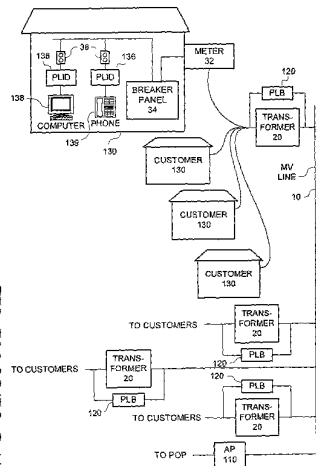 136
38
136
PLID
PLID
138
COMPUTER
PHONE
139
130
BREAKER
PANEL
34
METER
32
120
PLB
TRANS-
FORMER
20
MV
LINE
10
CUSTOMER
130
CUSTOMER
130
CUSTOMER
130
TO CUSTOMERS
TRANS-
FORMER
20
120
PLB
TO CUSTOMERS
TRANS-
FORMER
20
120
PLB
120
PLB
TO CUSTOMERS
TRANS-
FORMER
20
TO POP
AP
110